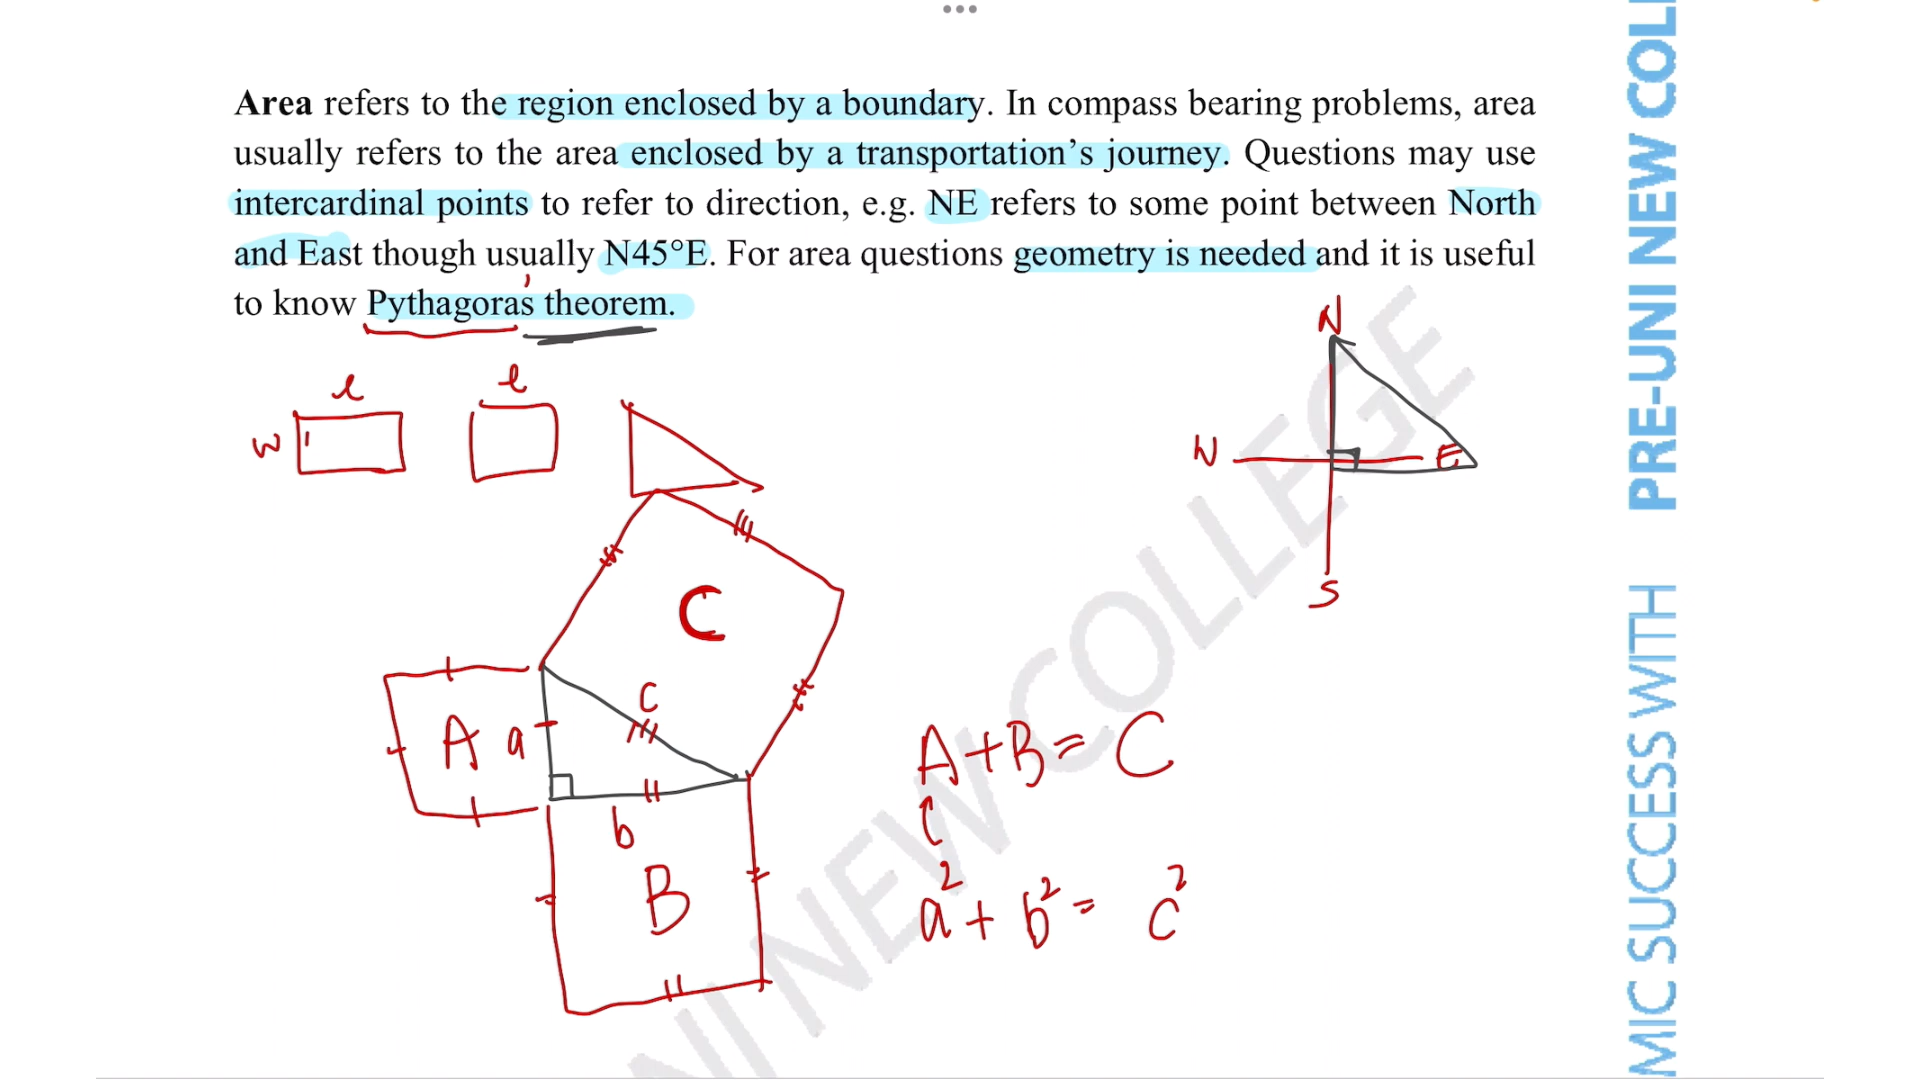 Area refers to the region enclosed by a boundary. In compass bearing problems, area
usually refers to the area enclosed by a transportation’s journey. Questions may use
intercardinal points to refer to direction, e.g. NE refers to some point between North
and East though usually N45°E. For area questions geometry is needed and it is useful
to know Pythagoras' theorem.
N
l
l
w
W
E
S
C
c
A
a
b
B
A+B= C
a² + b² = c²
NI NEW COLLEGE
MIC SUCCESS WITH PRE-UNI NEW COL